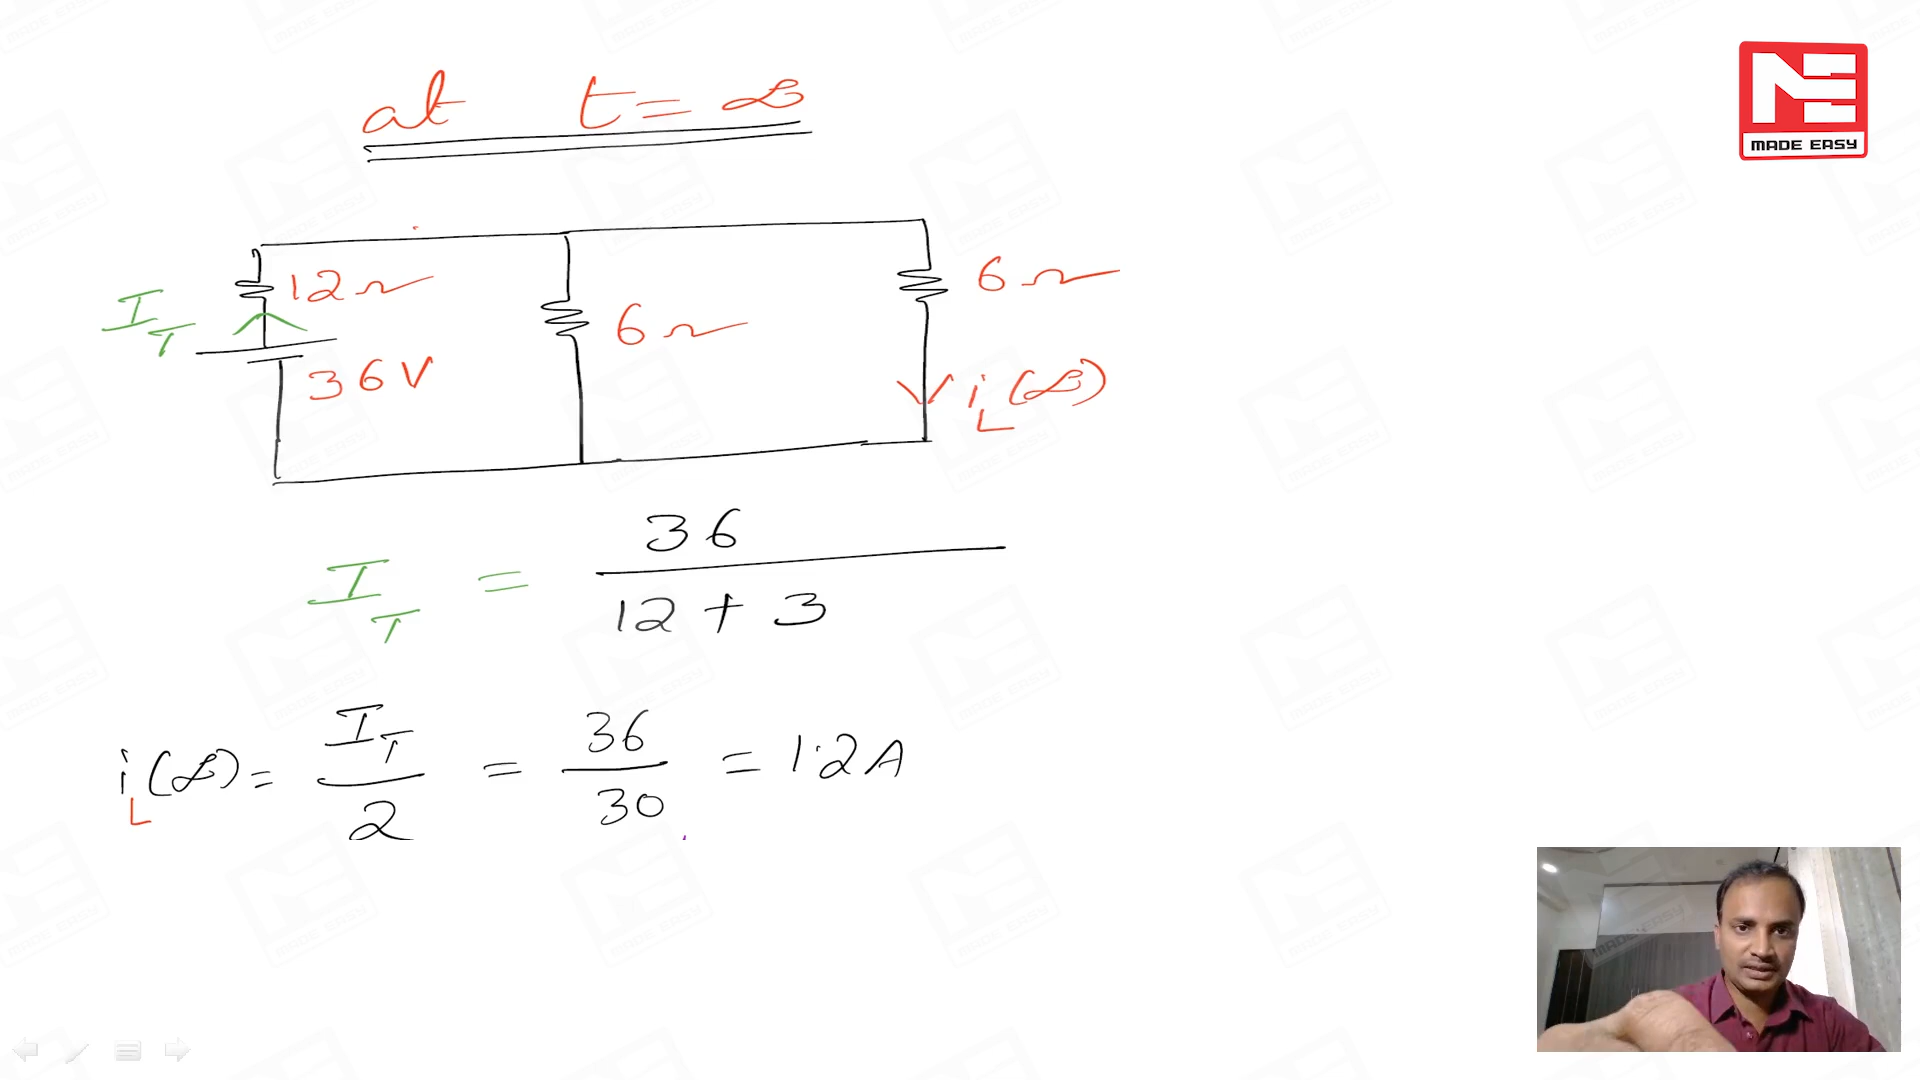 at t = ∞
MADE EASY
12Ω
6Ω
6Ω
I_T
36V
i_L(∞)
I_T = 36 / (12 + 3)
i_L(∞) = I_T / 2 = 36 / 30 = 1.2A